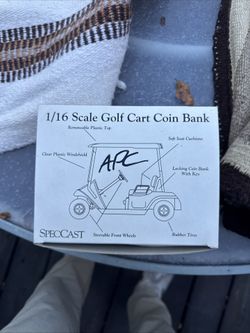 1/16 Scale Golf Cart Coin Bank
Removeable Plastic Top
Soft Seat Cushions
Clear Plastic Windshield
APC
Locking Coin Bank
With Key
SPECCAST
Steerable Front Wheels
Rubber Tires